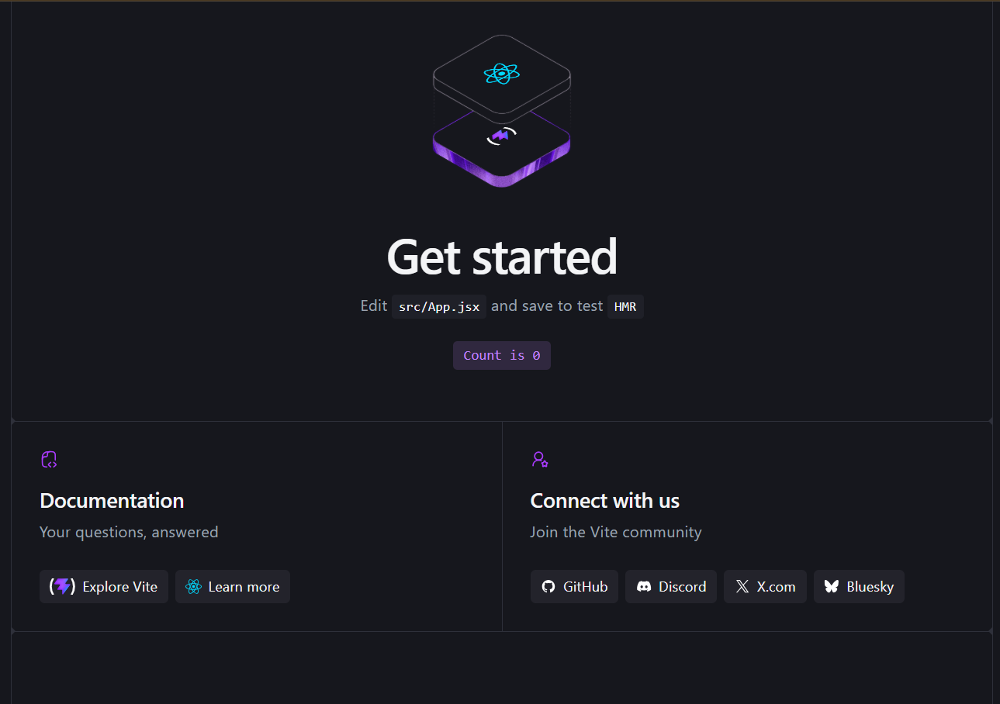 Get started
Edit src/App.jsx and save to test HMR
Count is 0
Documentation
Your questions, answered
Explore Vite
Learn more
Connect with us
Join the Vite community
GitHub
Discord
X.com
Bluesky